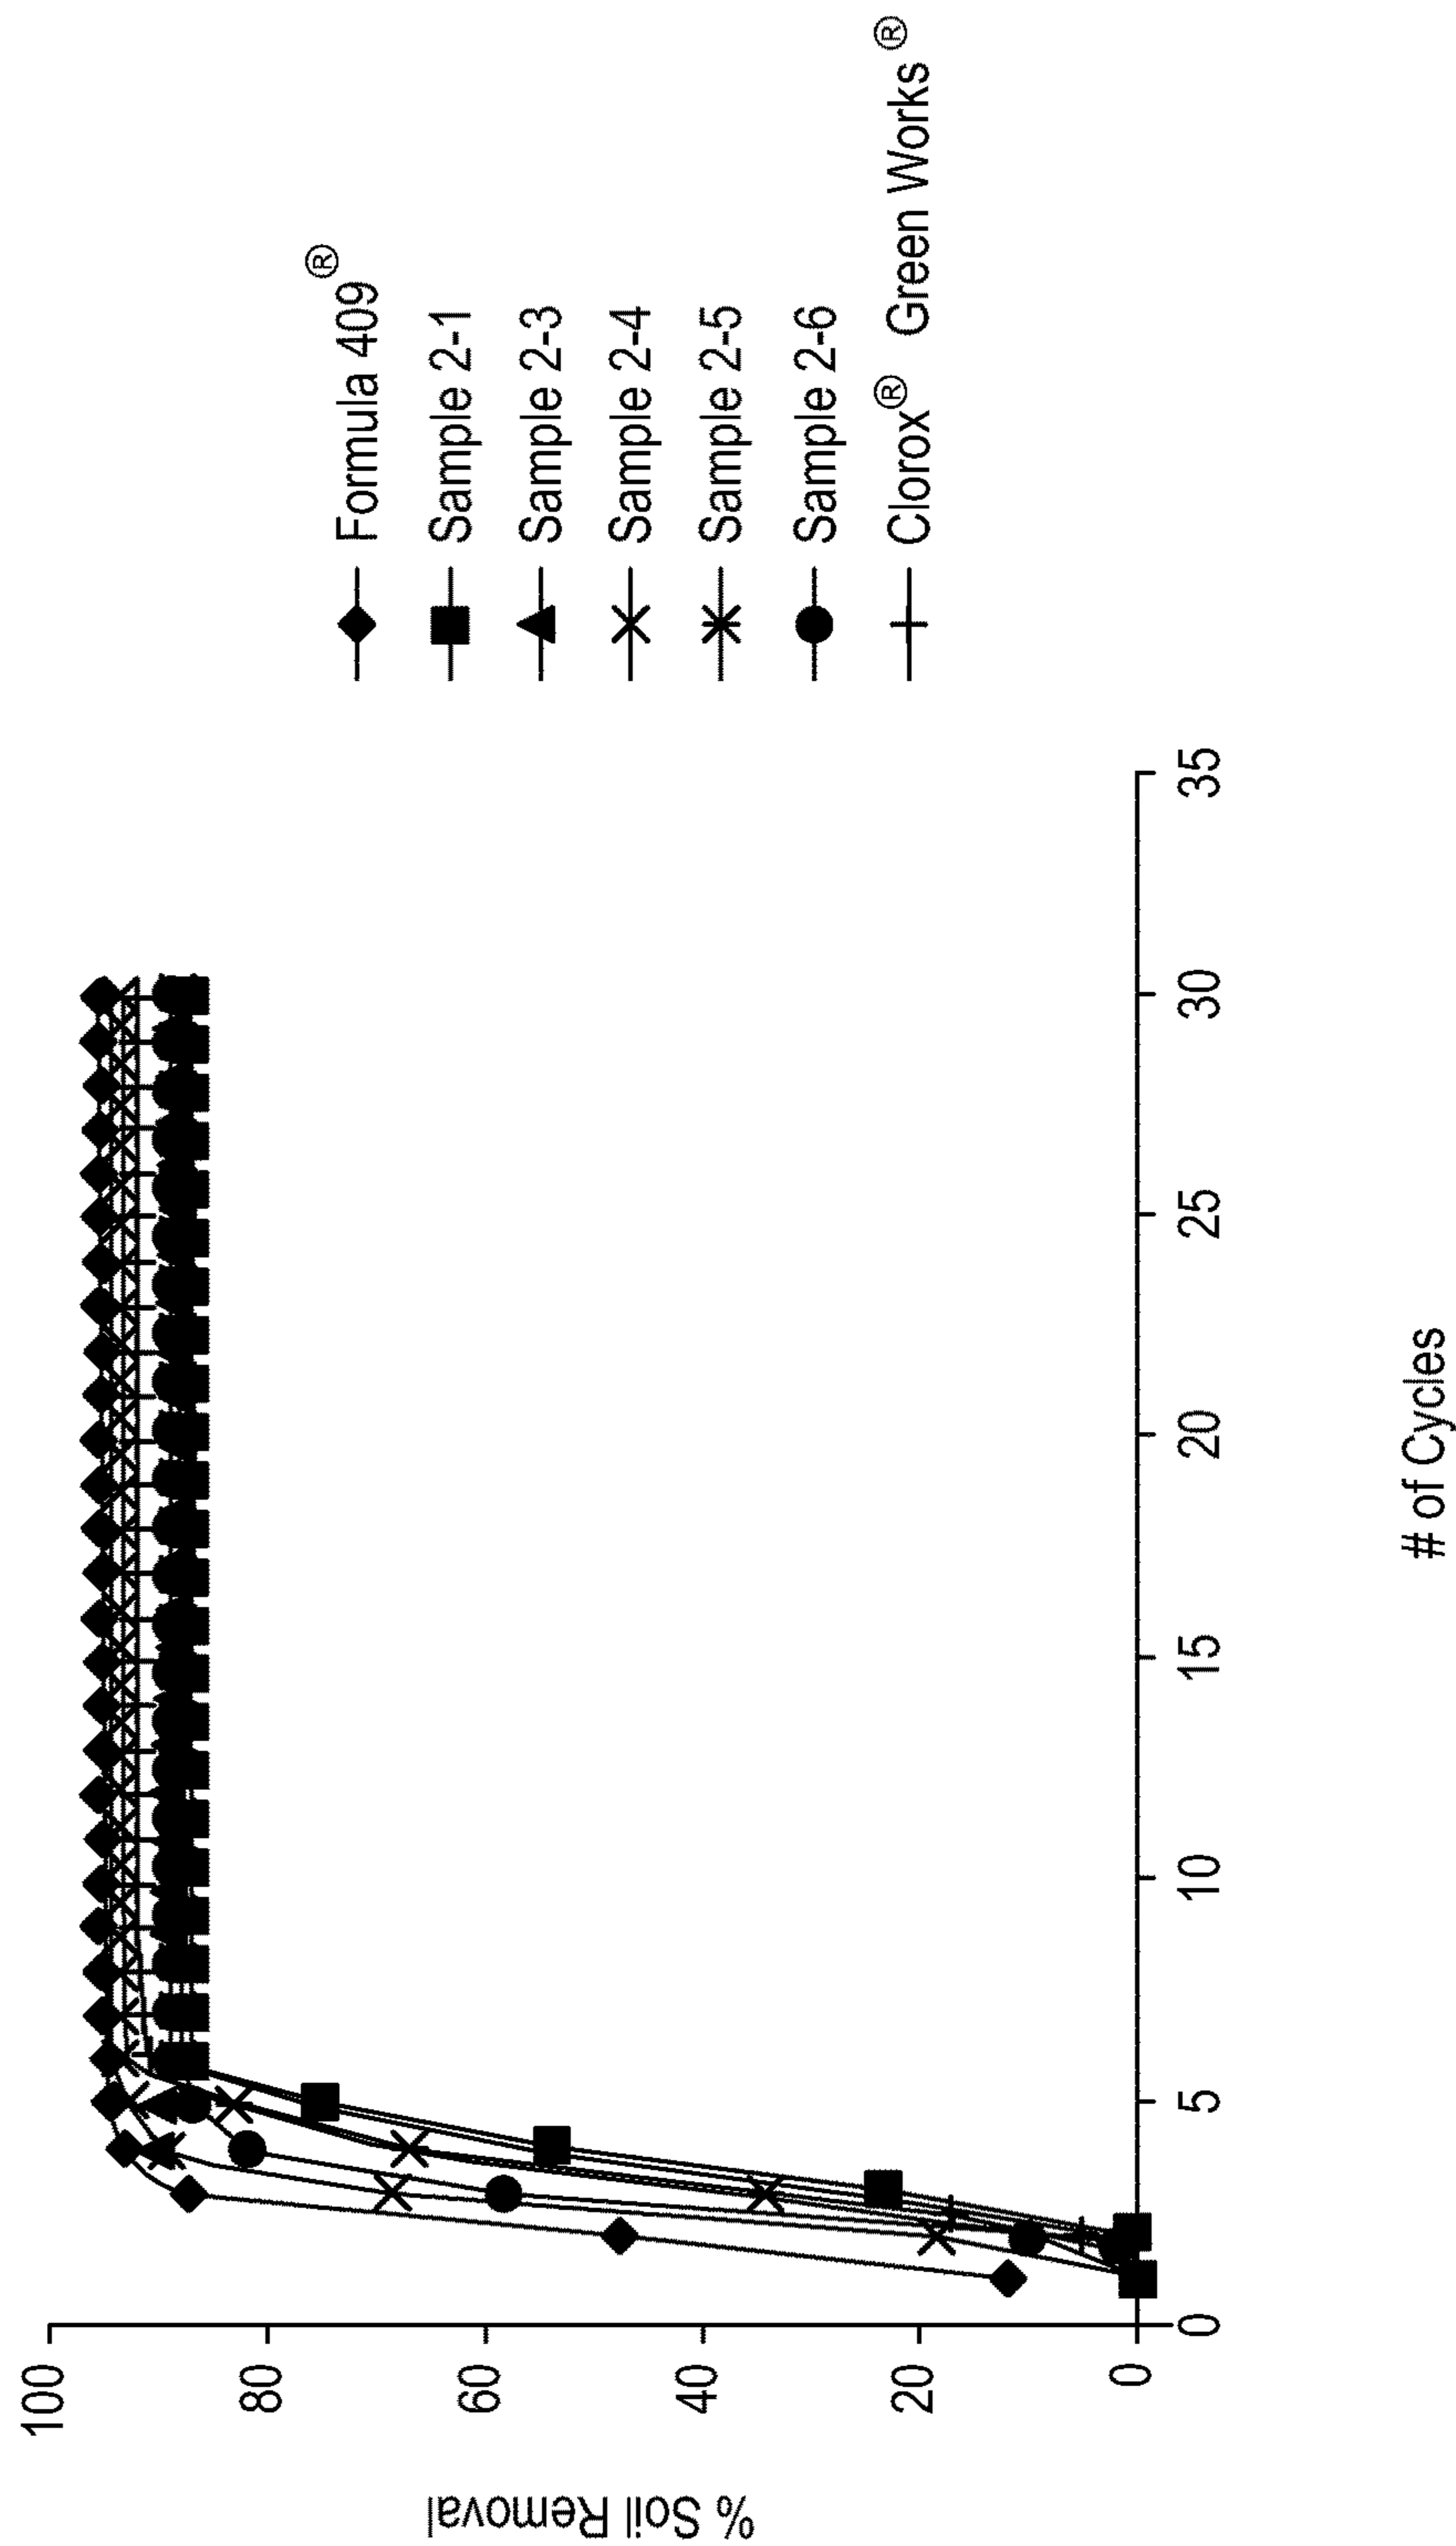 % Soil Removal
100
80
60
40
20
0
0
5
10
15
20
25
30
35
# of Cycles
Formula 409®
Sample 2-1
Sample 2-3
Sample 2-4
Sample 2-5
Sample 2-6
Clorox® Green Works®